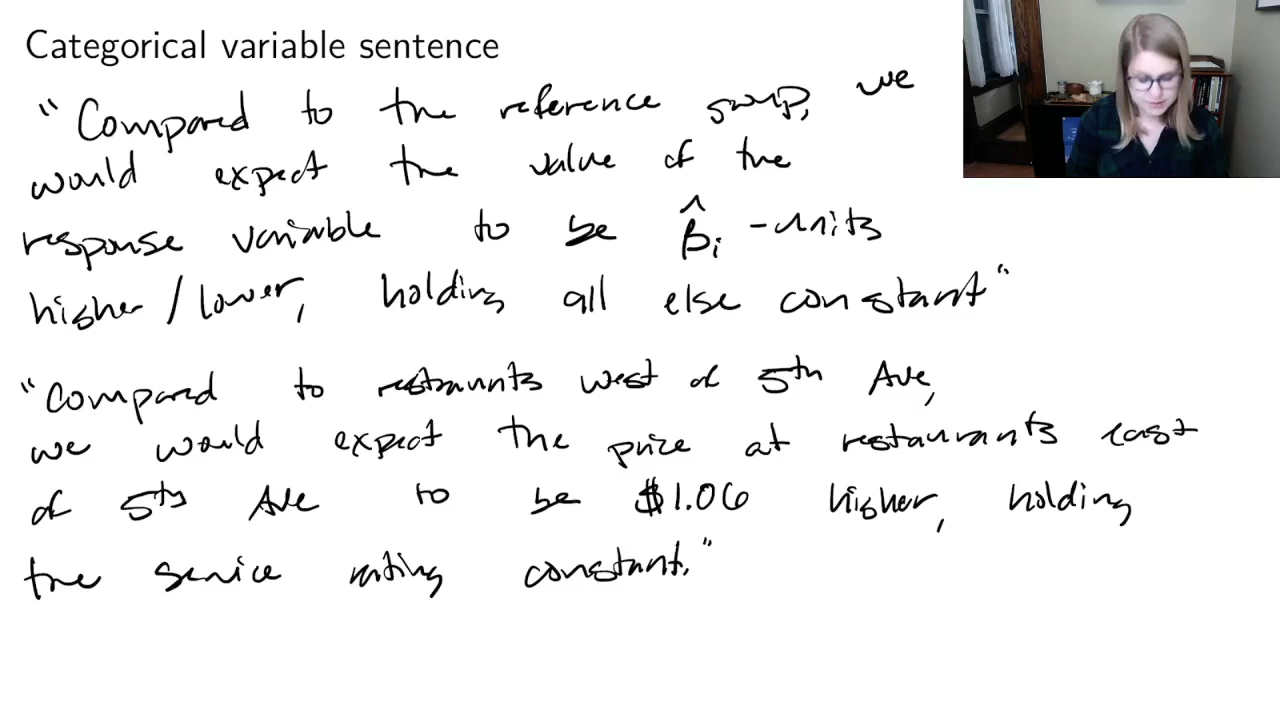 Categorical variable sentence
"Compared to the reference group, we
would expect the value of the
response variable to be β̂i -units
higher/lower, holding all else constant"
"Compared to restraunts west of 5th Ave,
we would expect the price at restaurants east
of 5th Ave to be $1.06 higher, holding
the service rating constant."